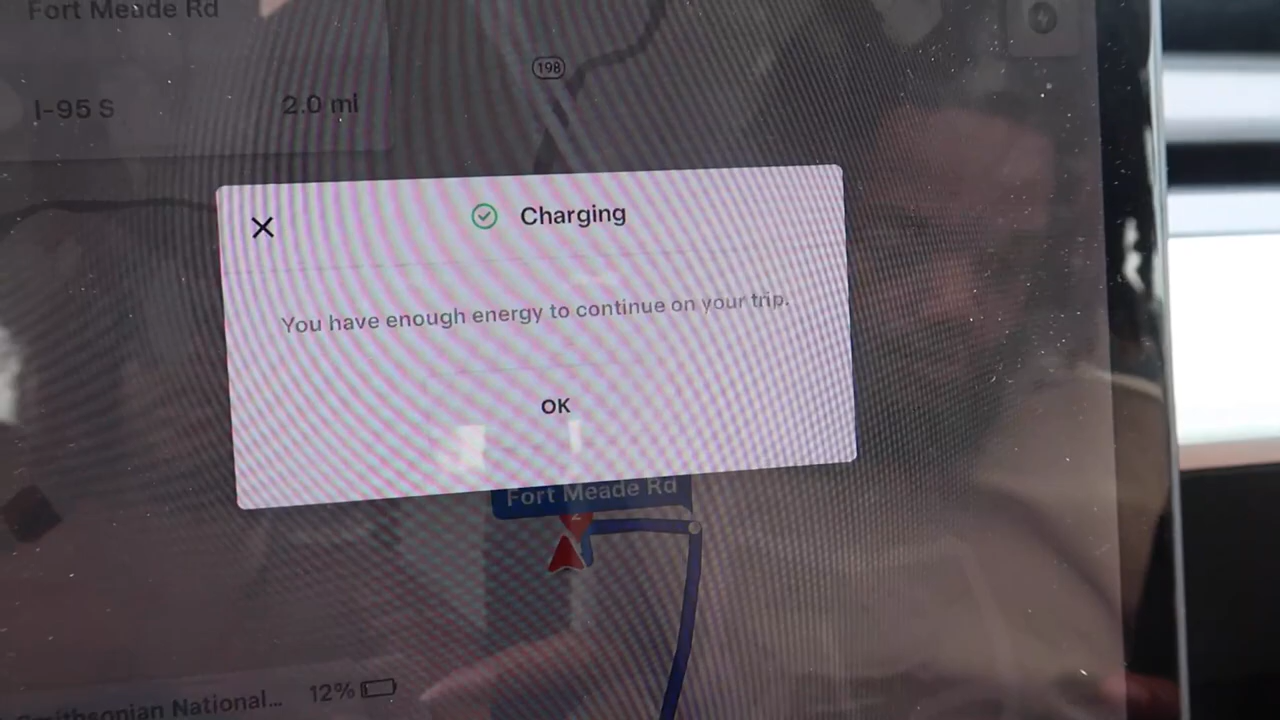 Fort Meade Rd
198
I-95 S 2.0 mi
Charging
You have enough energy to continue on your trip.
OK
Fort Meade Rd
2
Smithsonian National... 12%